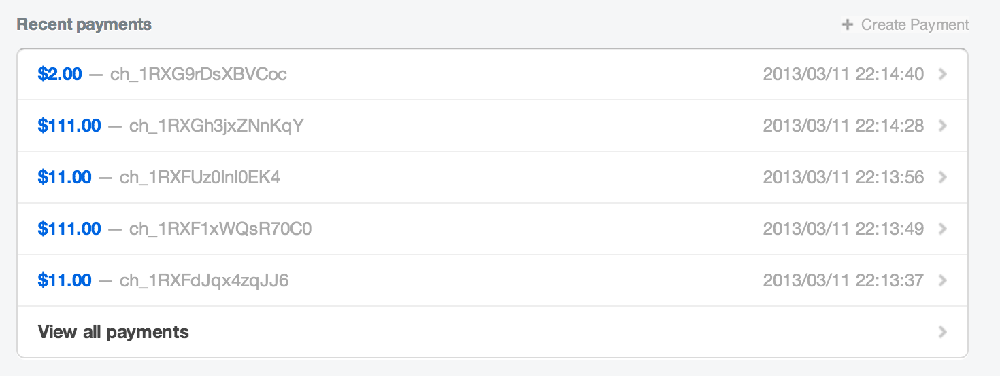 Recent payments + Create Payment
$2.00 — ch_1RXG9rDsXBVCoc 2013/03/11 22:14:40
$111.00 — ch_1RXGh3jxZNnKqY 2013/03/11 22:14:28
$11.00 — ch_1RXFUz0lnl0EK4 2013/03/11 22:13:56
$111.00 — ch_1RXF1xWQsR70C0 2013/03/11 22:13:49
$11.00 — ch_1RXFdJqx4zqJJ6 2013/03/11 22:13:37
View all payments